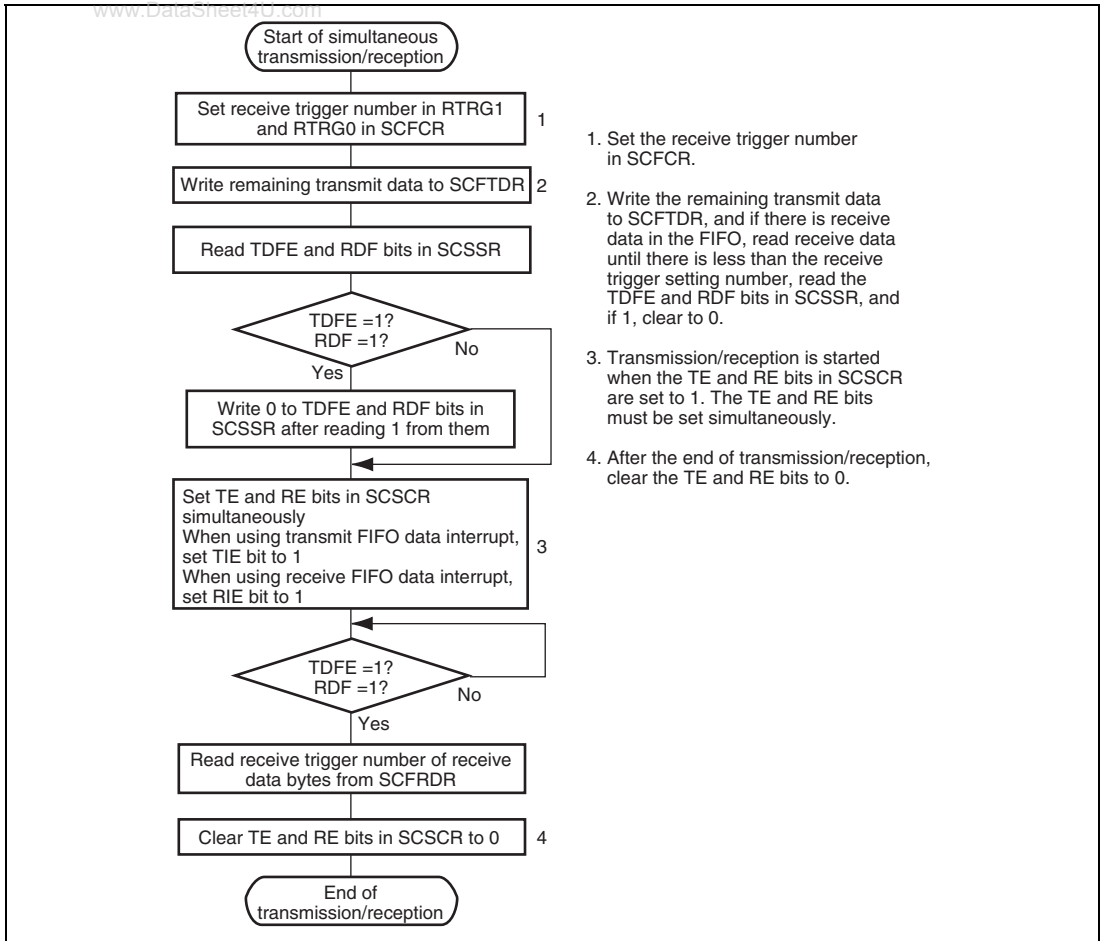 www.DataSheet4U.com
Start of simultaneous
transmission/reception
Set receive trigger number in RTRG1
and RTRG0 in SCFCR
1
Write remaining transmit data to SCFTDR
2
Read TDFE and RDF bits in SCSSR
TDFE =1?
RDF =1?
No
Yes
Write 0 to TDFE and RDF bits in
SCSSR after reading 1 from them
Set TE and RE bits in SCSCR
simultaneously
When using transmit FIFO data interrupt,
set TIE bit to 1
When using receive FIFO data interrupt,
set RIE bit to 1
3
TDFE =1?
RDF =1?
No
Yes
Read receive trigger number of receive
data bytes from SCFRDR
Clear TE and RE bits in SCSCR to 0
4
End of
transmission/reception
1. Set the receive trigger number
in SCFCR.
2. Write the remaining transmit data
to SCFTDR, and if there is receive
data in the FIFO, read receive data
until there is less than the receive
trigger setting number, read the
TDFE and RDF bits in SCSSR, and
if 1, clear to 0.
3. Transmission/reception is started
when the TE and RE bits in SCSCR
are set to 1. The TE and RE bits
must be set simultaneously.
4. After the end of transmission/reception,
clear the TE and RE bits to 0.